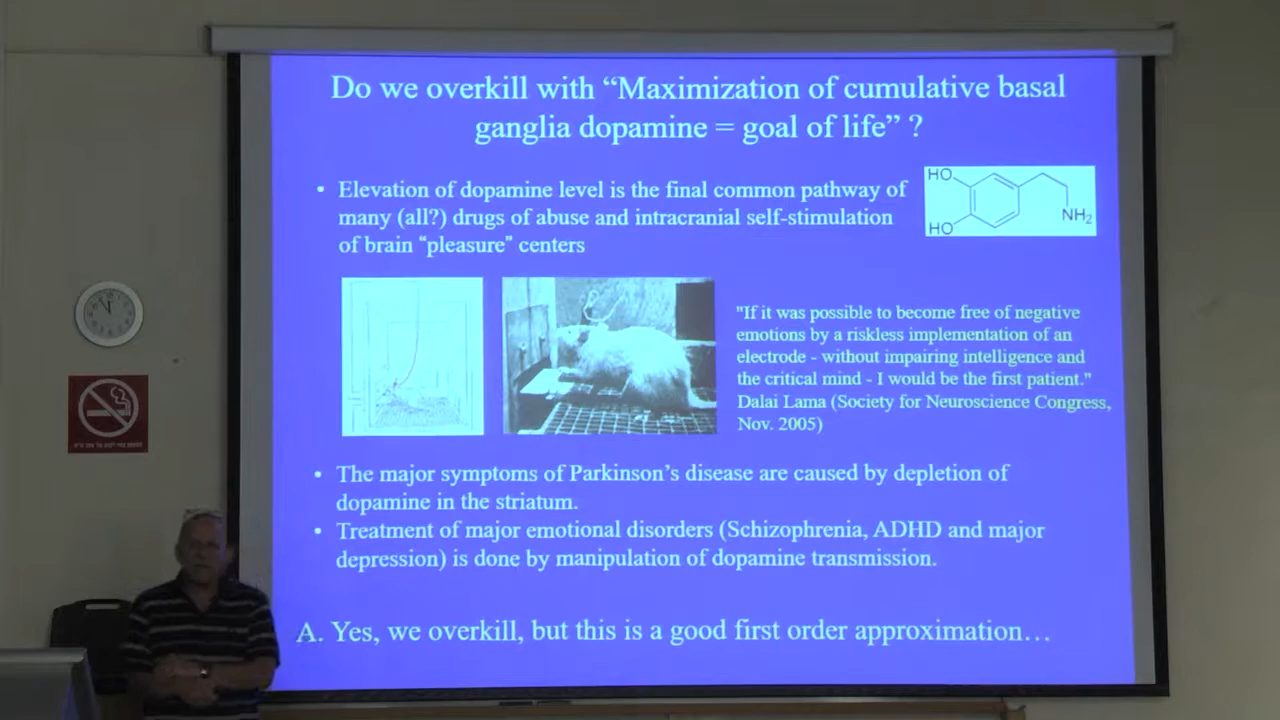 Do we overkill with “Maximization of cumulative basal
ganglia dopamine = goal of life” ?
• Elevation of dopamine level is the final common pathway of
many (all?) drugs of abuse and intracranial self-stimulation
of brain “pleasure” centers
HO
HO
NH2
"If it was possible to become free of negative
emotions by a riskless implementation of an
electrode - without impairing intelligence and
the critical mind - I would be the first patient."
Dalai Lama (Society for Neuroscience Congress,
Nov. 2005)
• The major symptoms of Parkinson’s disease are caused by depletion of
dopamine in the striatum.
• Treatment of major emotional disorders (Schizophrenia, ADHD and major
depression) is done by manipulation of dopamine transmission.
A. Yes, we overkill, but this is a good first order approximation…